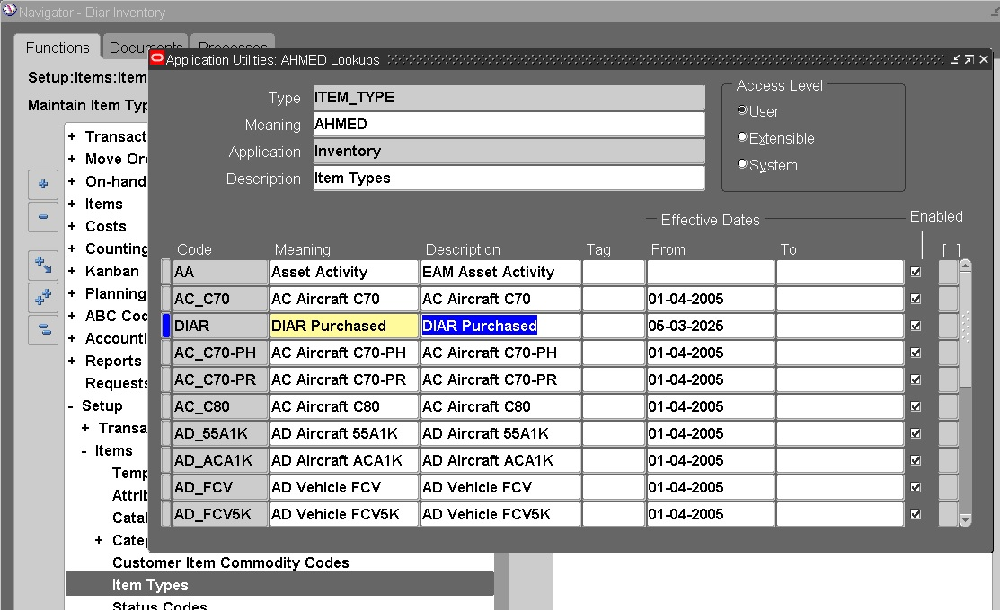 Navigator - Diar Inventory
Functions
Setup:Items:Item
Maintain Item Typ
+ Transact
+ Move Or
+ On-hand
+ Items
+ Costs
+ Counting
+ Kanban
+ Planning
+ ABC Cod
+ Accounti
+ Reports
Requests
- Setup
+ Transa
- Items
Temp
Attrib
Catal
+ Categ
Customer Item Commodity Codes
Item Types
Status Codes
Application Utilities: AHMED Lookups
Type ITEM_TYPE
Meaning AHMED
Application Inventory
Description Item Types
Access Level
User
Extensible
System
Effective Dates Enabled
Code Meaning Description Tag From To [ ]
AA Asset Activity EAM Asset Activity
AC_C70 AC Aircraft C70 AC Aircraft C70 01-04-2005
DIAR DIAR Purchased DIAR Purchased 05-03-2025
AC_C70-PH AC Aircraft C70-PH AC Aircraft C70-PH 01-04-2005
AC_C70-PR AC Aircraft C70-PR AC Aircraft C70-PR 01-04-2005
AC_C80 AC Aircraft C80 AC Aircraft C80 01-04-2005
AD_55A1K AD Aircraft 55A1K AD Aircraft 55A1K 01-04-2005
AD_ACA1K AD Aircraft ACA1K AD Aircraft ACA1K 01-04-2005
AD_FCV AD Vehicle FCV AD Vehicle FCV 01-04-2005
AD_FCV5K AD Vehicle FCV5K AD Vehicle FCV5K 01-04-2005